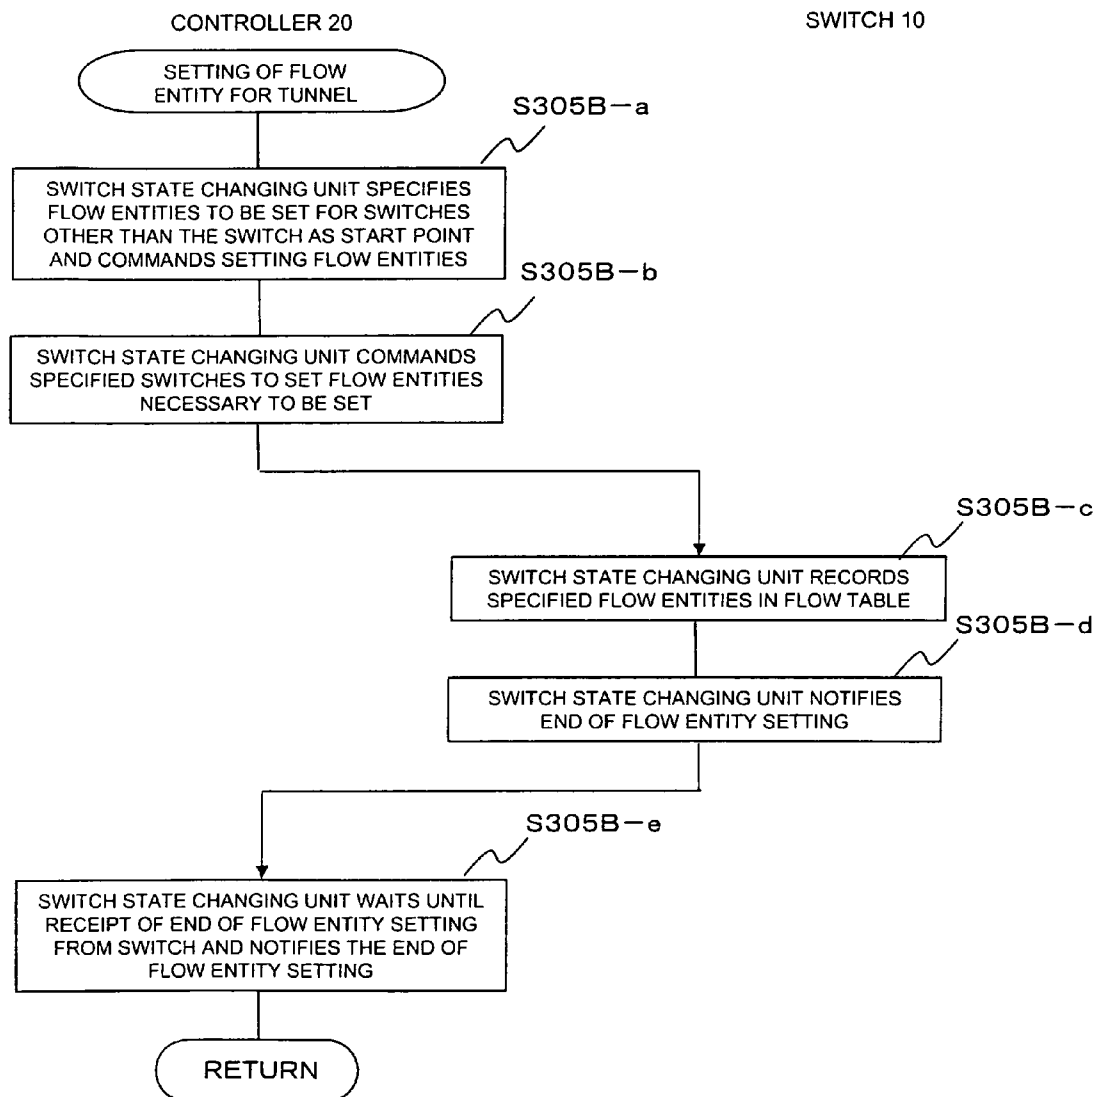 CONTROLLER 20
SWITCH 10
SETTING OF FLOW
ENTITY FOR TUNNEL
S305B-a
SWITCH STATE CHANGING UNIT SPECIFIES
FLOW ENTITIES TO BE SET FOR SWITCHES
OTHER THAN THE SWITCH AS START POINT
AND COMMANDS SETTING FLOW ENTITIES
S305B-b
SWITCH STATE CHANGING UNIT COMMANDS
SPECIFIED SWITCHES TO SET FLOW ENTITIES
NECESSARY TO BE SET
S305B-c
SWITCH STATE CHANGING UNIT RECORDS
SPECIFIED FLOW ENTITIES IN FLOW TABLE
S305B-d
SWITCH STATE CHANGING UNIT NOTIFIES
END OF FLOW ENTITY SETTING
S305B-e
SWITCH STATE CHANGING UNIT WAITS UNTIL
RECEIPT OF END OF FLOW ENTITY SETTING
FROM SWITCH AND NOTIFIES THE END OF
FLOW ENTITY SETTING
RETURN